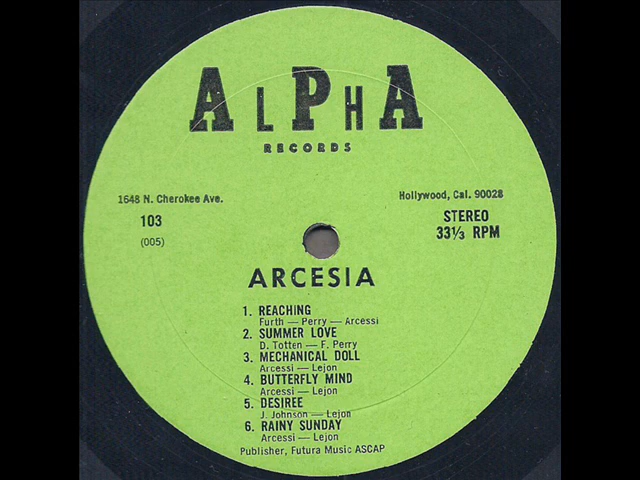 ALPHA
RECORDS
1648 N. Cherokee Ave.
Hollywood, Cal. 90028
103
STEREO
(005)
33⅓ RPM
ARCESIA
1. REACHING
Furth — Perry — Arcessi
2. SUMMER LOVE
D. Totten — F. Perry
3. MECHANICAL DOLL
Arcessi — Lejon
4. BUTTERFLY MIND
Arcessi — Lejon
5. DESIREE
J. Johnson — Lejon
6. RAINY SUNDAY
Arcessi — Lejon
Publisher, Futura Music ASCAP